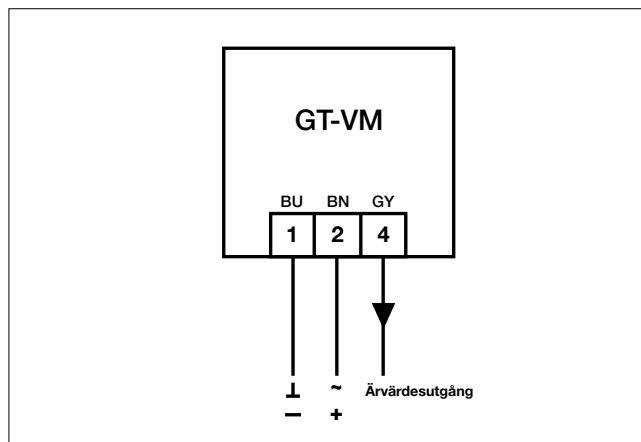 GT-VM
BU BN GY
1 2 4
⊥ ~ Ärvärdesutgång
− +